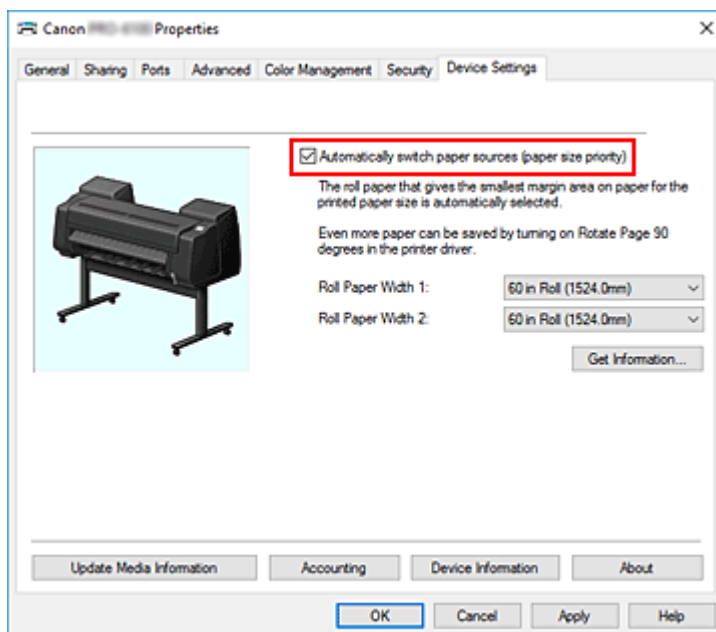 Canon Properties
General Sharing Ports Advanced Color Management Security Device Settings
Automatically switch paper sources (paper size priority)
The roll paper that gives the smallest margin area on paper for the
printed paper size is automatically selected.
Even more paper can be saved by turning on Rotate Page 90
degrees in the printer driver.
Roll Paper Width 1: 60 in Roll (1524.0mm)
Roll Paper Width 2: 60 in Roll (1524.0mm)
Get Information...
Update Media Information Accounting Device Information About
OK Cancel Apply Help